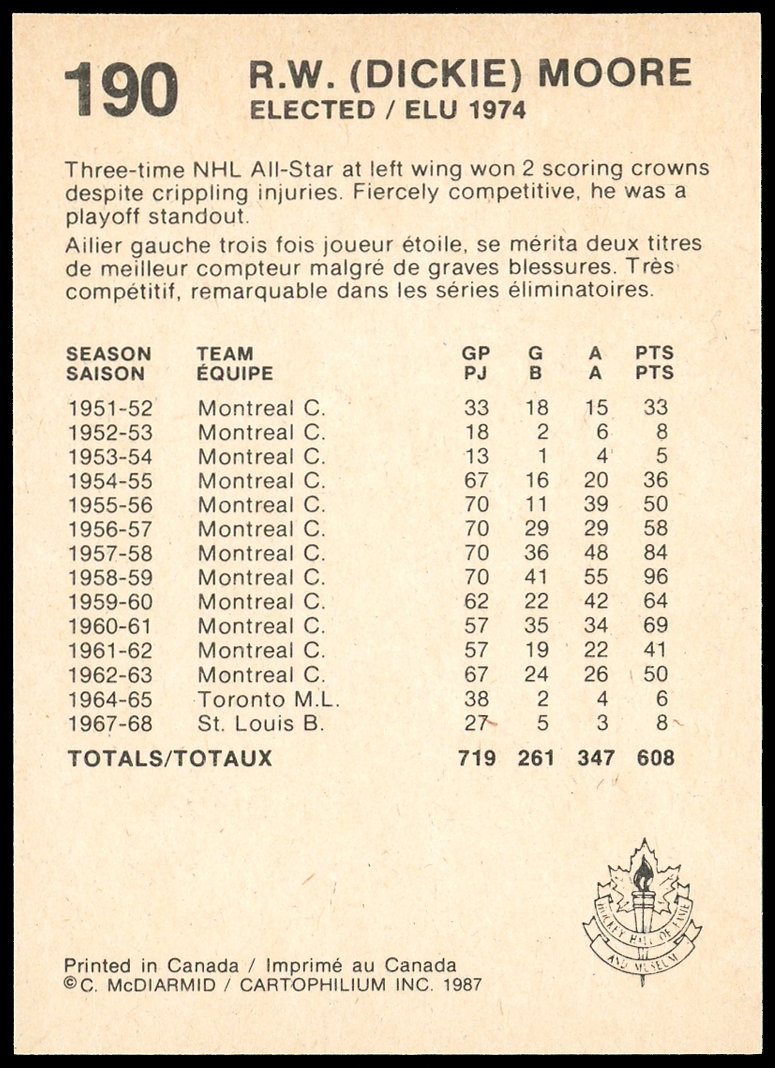 190
R.W. (DICKIE) MOORE
ELECTED / ELU 1974
Three-time NHL All-Star at left wing won 2 scoring crowns
despite crippling injuries. Fiercely competitive, he was a
playoff standout.
Ailier gauche trois fois joueur étoile, se mérita deux titres
de meilleur compteur malgré de graves blessures. Très
compétitif, remarquable dans les séries éliminatoires.
SEASON TEAM GP G A PTS
SAISON ÉQUIPE PJ B A PTS
1951-52 Montreal C. 33 18 15 33
1952-53 Montreal C. 18 2 6 8
1953-54 Montreal C. 13 1 4 5
1954-55 Montreal C. 67 16 20 36
1955-56 Montreal C. 70 11 39 50
1956-57 Montreal C. 70 29 29 58
1957-58 Montreal C. 70 36 48 84
1958-59 Montreal C. 70 41 55 96
1959-60 Montreal C. 62 22 42 64
1960-61 Montreal C. 57 35 34 69
1961-62 Montreal C. 57 19 22 41
1962-63 Montreal C. 67 24 26 50
1964-65 Toronto M.L. 38 2 4 6
1967-68 St. Louis B. 27 5 3 8
TOTALS/TOTAUX 719 261 347 608
HOCKEY HALL OF FAME
AND MUSEUM
Printed in Canada / Imprimé au Canada
©C. McDIARMID / CARTOPHILIUM INC. 1987